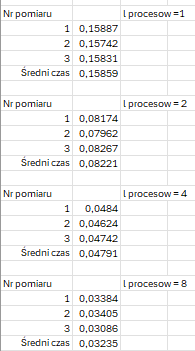 Nr pomiaru l procesow =1
1 0,15887
2 0,15742
3 0,15831
Średni czas 0,15859
Nr pomiaru l procesow = 2
1 0,08174
2 0,07962
3 0,08267
Średni czas 0,08221
Nr pomiaru l procesow = 4
1 0,0484
2 0,04624
3 0,04742
Średni czas 0,04791
Nr pomiaru l procesow = 8
1 0,03384
2 0,03405
3 0,03086
Średni czas 0,03235